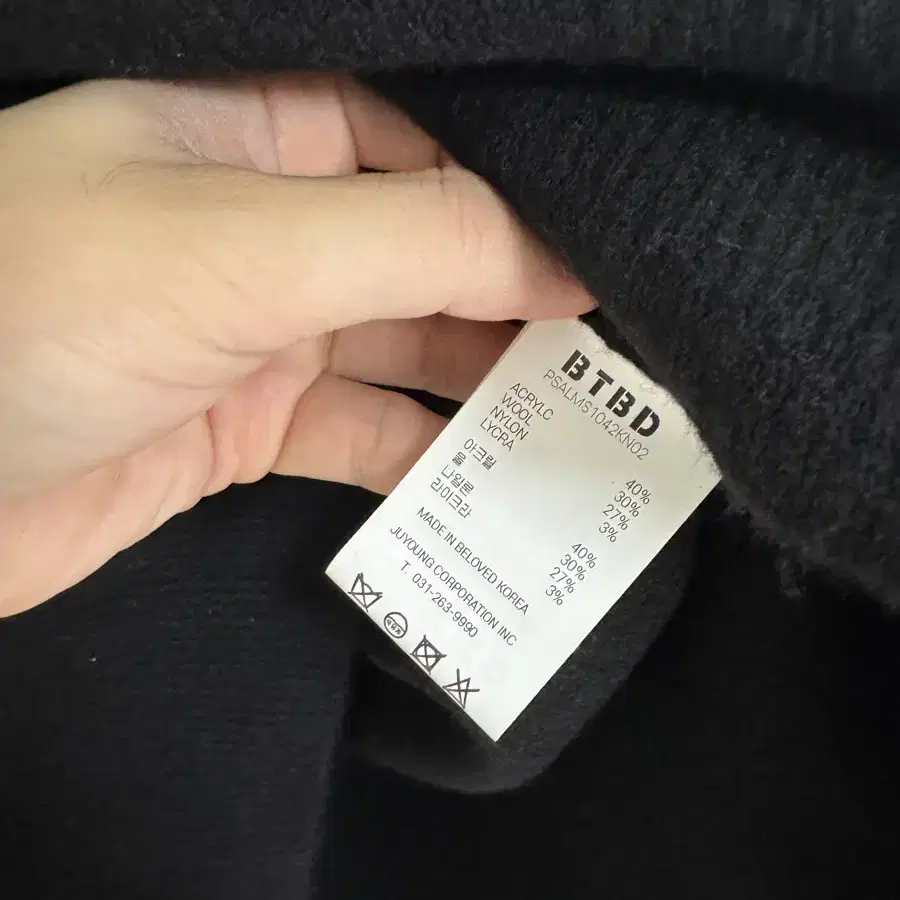 BTBD
PSALMS1042KN02
ACRYLC 40%
WOOL 30%
NYLON 27%
LYCRA 3%
아크릴 40%
울 30%
나일론 27%
라이크라 3%
MADE IN BELOVED KOREA
JUYOUNG CORPORATION INC
T. 031-263-9990